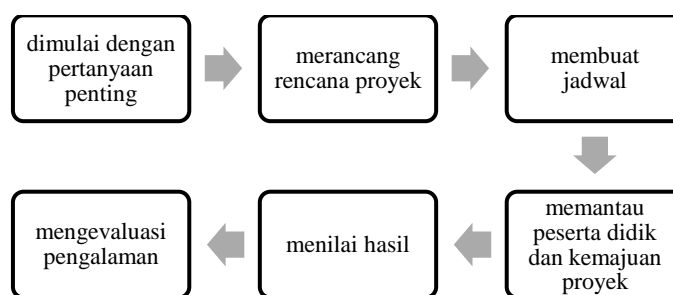 dimulai dengan
pertanyaan
penting
merancang
rencana proyek
membuat
jadwal
memantau
peserta didik
dan kemajuan
proyek
menilai hasil
mengevaluasi
pengalaman